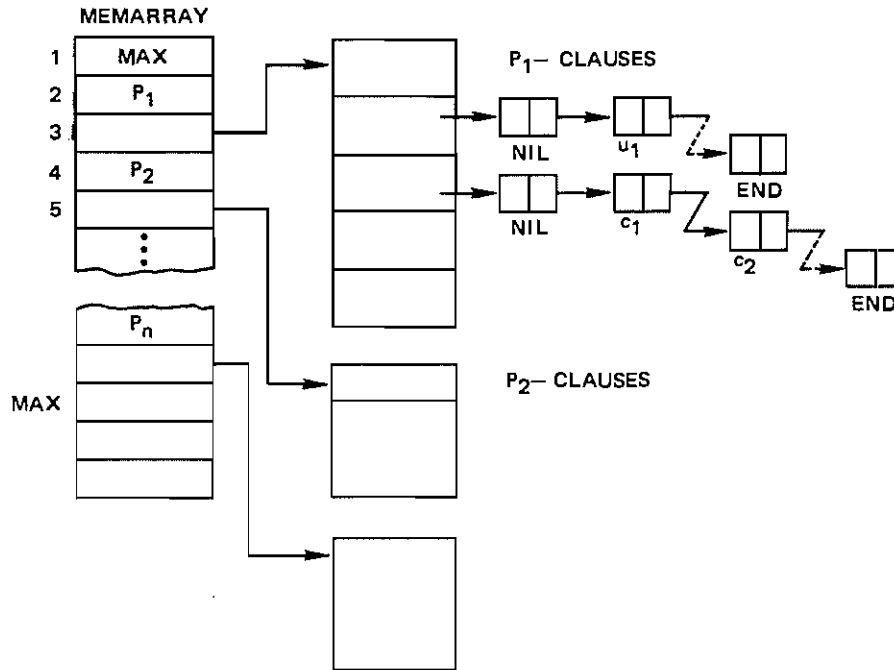 MEMARRAY
1 MAX
2 P1
3
4 P2
5
P1– CLAUSES
NIL
u1
END
NIL
c1
c2
END
Pn
MAX
P2– CLAUSES